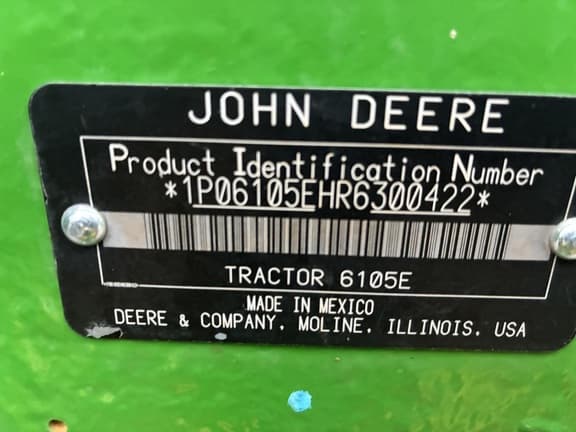 JOHN DEERE
Product Identification Number
*1P06105EHR6300422*
TRACTOR 6105E
MADE IN MEXICO
DEERE & COMPANY, MOLINE, ILLINOIS, USA